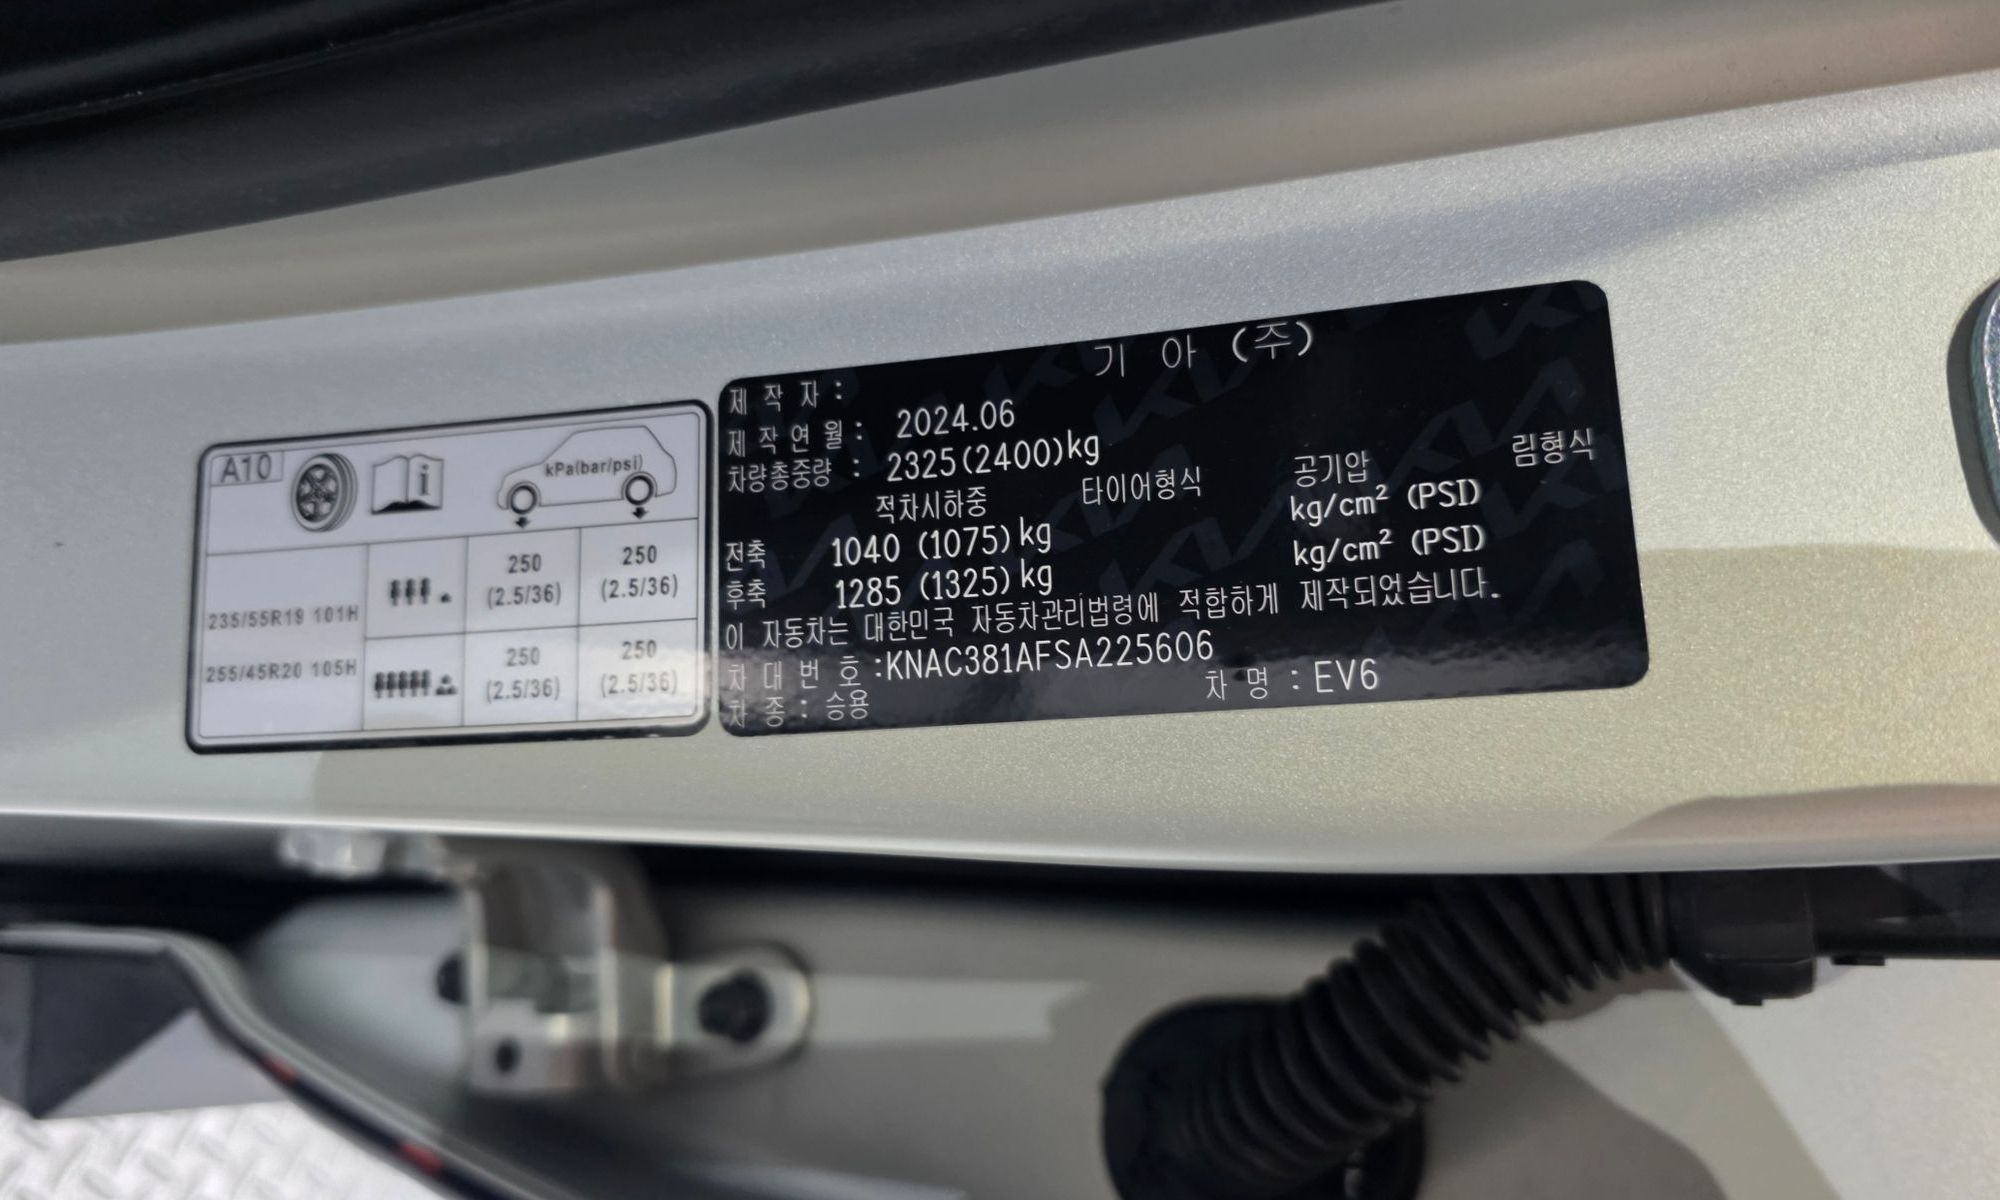 A10
kPa(bar/psi)
235/55R19 101H
250 (2.5/36) 250 (2.5/36)
255/45R20 105H
250 (2.5/36) 250 (2.5/36)
제 작 자 : 기 아 (주)
제 작 연 월 : 2024.06
차량총중량 : 2325(2400)kg
적차시하중 타이어형식 공기압 림형식
전축 1040 (1075)kg kg/cm² (PSI)
후축 1285 (1325)kg kg/cm² (PSI)
이 자동차는 대한민국 자동차관리법령에 적합하게 제작되었습니다.
차 대 번 호 :KNAC381AFSA225606
차 종 : 승용 차 명 : EV6